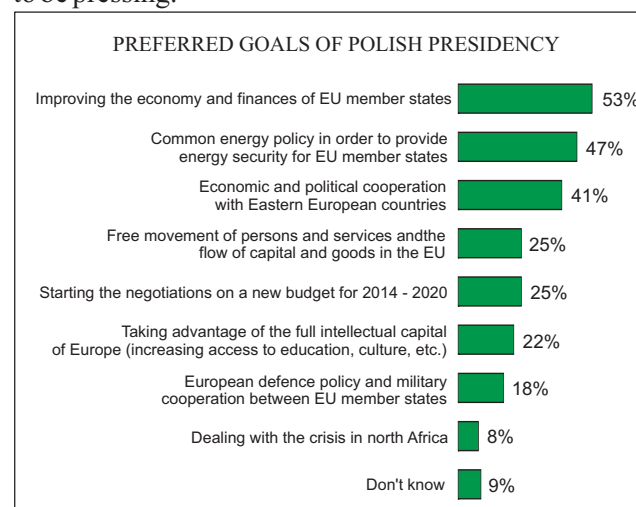 to be pressing.
PREFERRED GOALS OF POLISH PRESIDENCY
Improving the economy and finances of EU member states 53%
Common energy policy in order to provide
energy security for EU member states 47%
Economic and political cooperation
with Eastern European countries 41%
Free movement of persons and services andthe
flow of capital and goods in the EU 25%
Starting the negotiations on a new budget for 2014 - 2020 25%
Taking advantage of the full intellectual capital
of Europe (increasing access to education, culture, etc.) 22%
European defence policy and military
cooperation between EU member states 18%
Dealing with the crisis in north Africa 8%
Don't know 9%